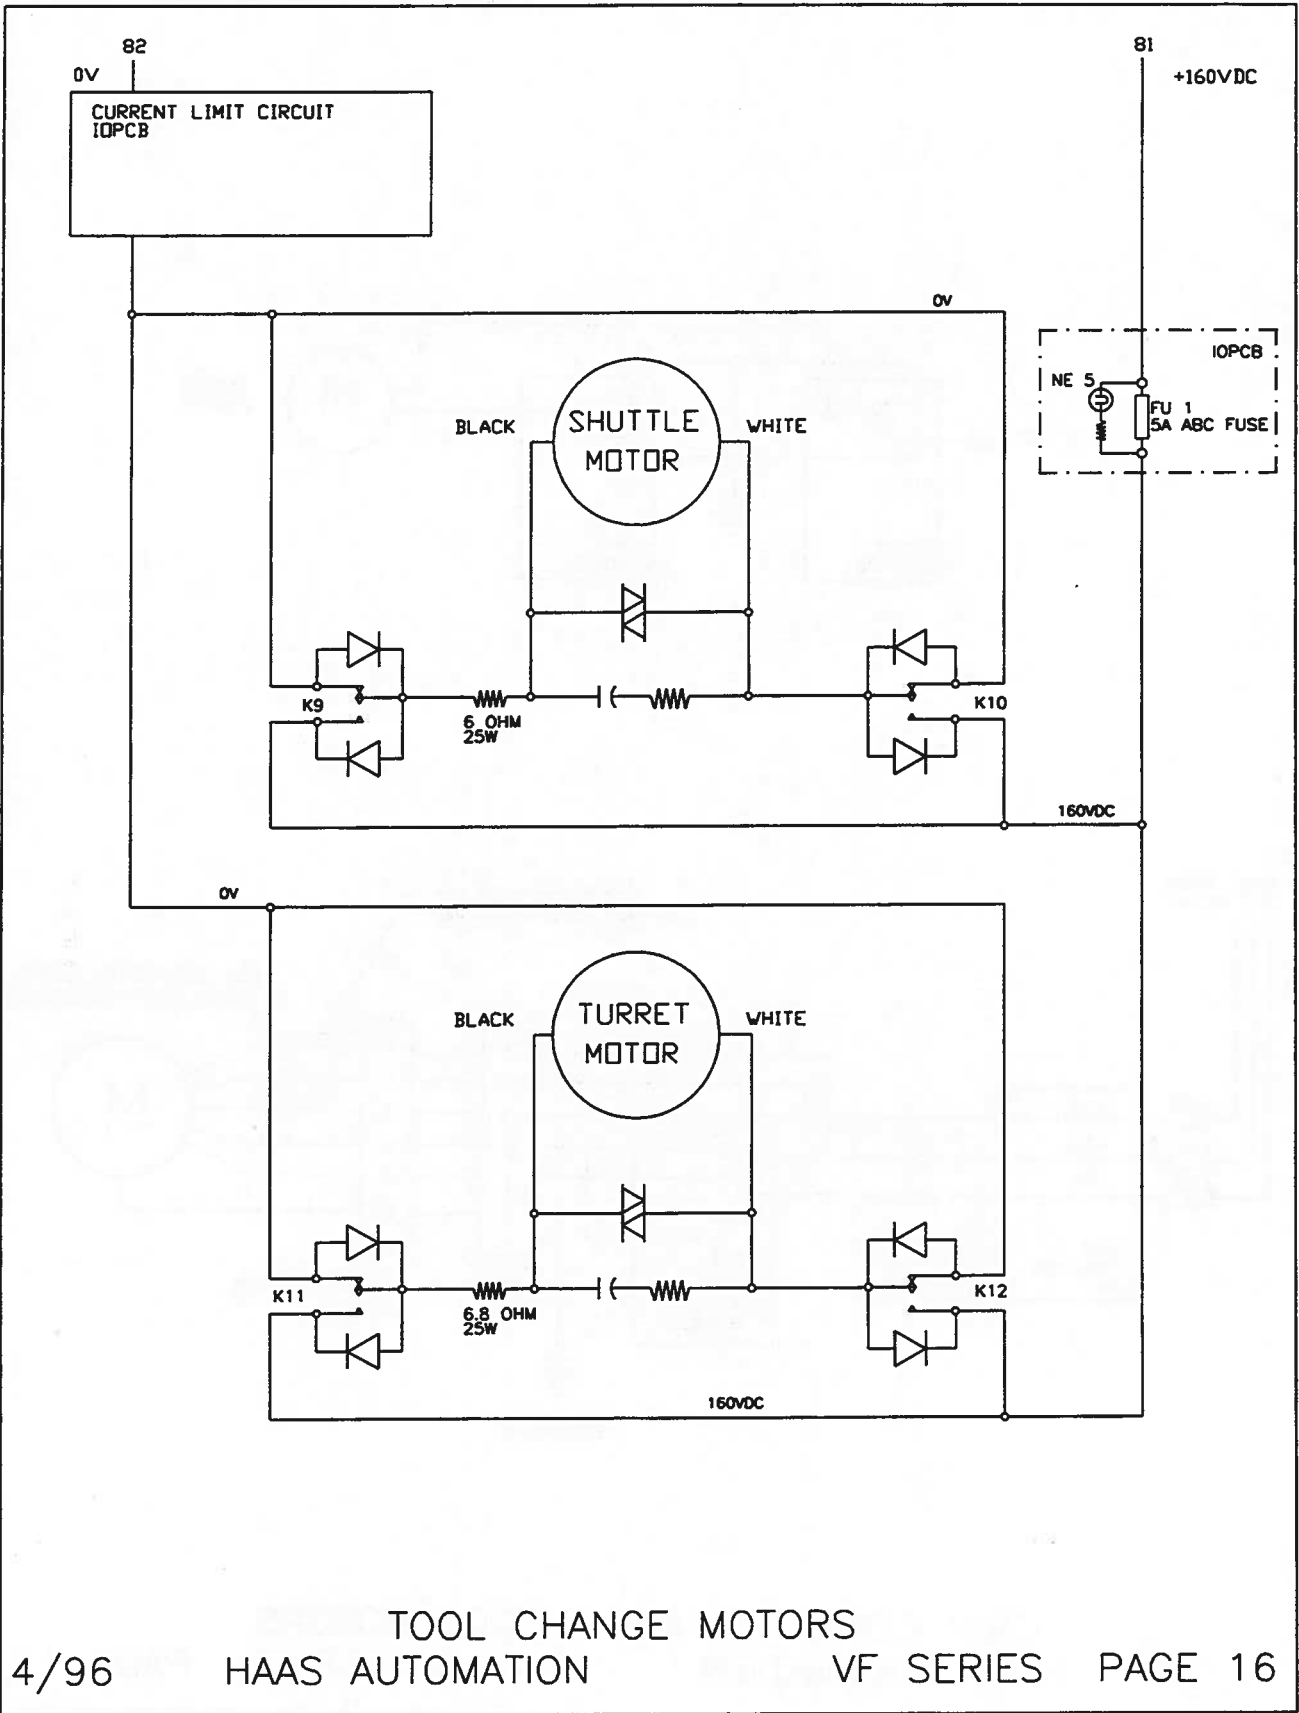 82
0V
CURRENT LIMIT CIRCUIT
IOPCB
81
+160VDC
0V
IOPCB
NE 5
FU 1
5A ABC FUSE
BLACK
SHUTTLE
MOTOR
WHITE
K9
6 OHM
25W
K10
160VDC
0V
BLACK
TURRET
MOTOR
WHITE
K11
6.8 OHM
25W
K12
160VDC
TOOL CHANGE MOTORS
4/96 HAAS AUTOMATION VF SERIES PAGE 16